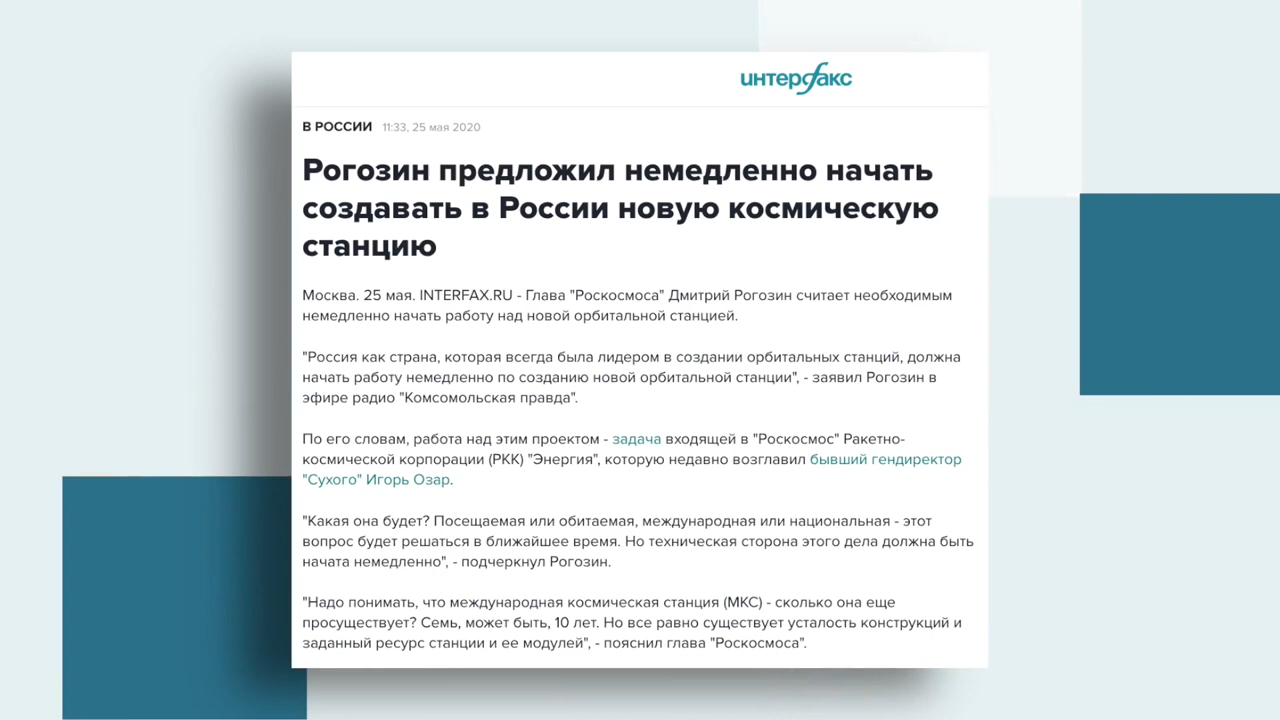 интерфакс
В РОССИИ 11:33, 25 мая 2020
Рогозин предложил немедленно начать
создавать в России новую космическую
станцию
Москва. 25 мая. INTERFAX.RU - Глава "Роскосмоса" Дмитрий Рогозин считает необходимым
немедленно начать работу над новой орбитальной станцией.
"Россия как страна, которая всегда была лидером в создании орбитальных станций, должна
начать работу немедленно по созданию новой орбитальной станции", - заявил Рогозин в
эфире радио "Комсомольская правда".
По его словам, работа над этим проектом - задача входящей в "Роскосмос" Ракетно-
космической корпорации (РКК) "Энергия", которую недавно возглавил бывший гендиректор
"Сухого" Игорь Озар.
"Какая она будет? Посещаемая или обитаемая, международная или национальная - этот
вопрос будет решаться в ближайшее время. Но техническая сторона этого дела должна быть
начата немедленно", - подчеркнул Рогозин.
"Надо понимать, что международная космическая станция (МКС) - сколько она еще
просуществует? Семь, может быть, 10 лет. Но все равно существует усталость конструкций и
заданный ресурс станции и ее модулей", - пояснил глава "Роскосмоса".